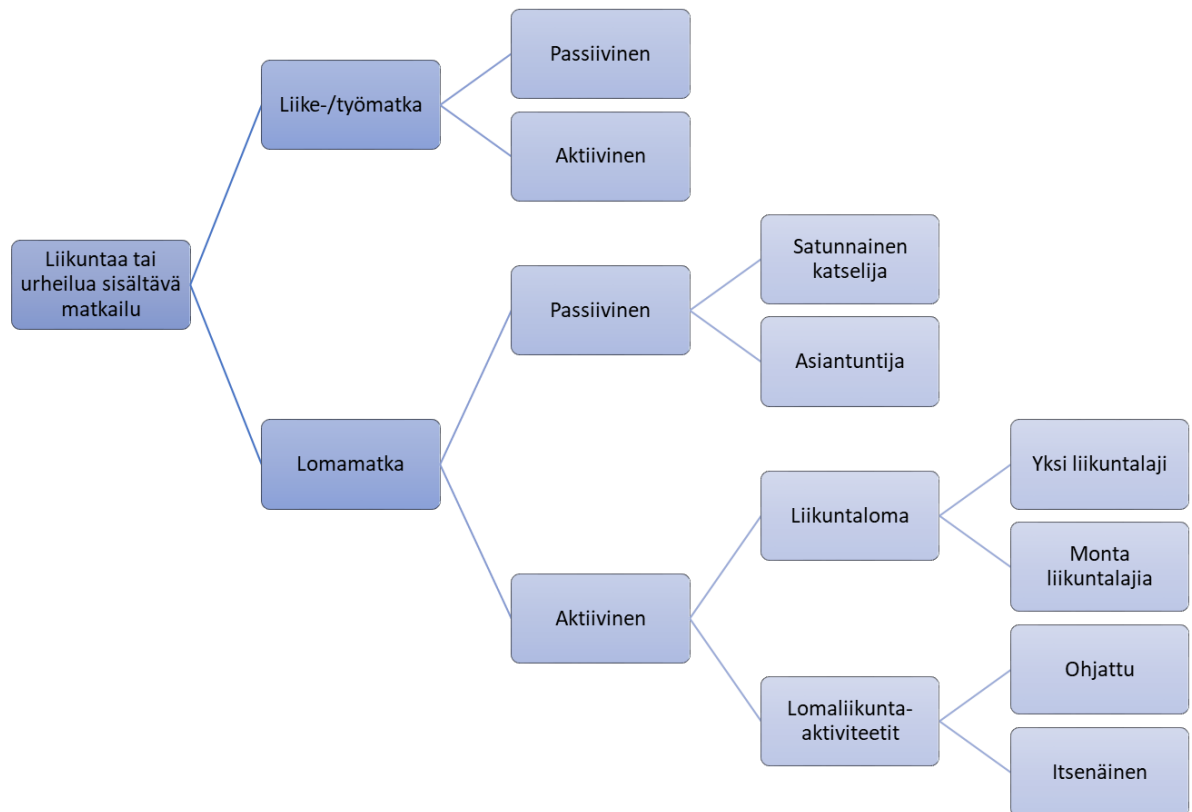 Liikuntaa tai
urheilua sisältävä
matkailu
Liike-/työmatka
Passiivinen
Aktiivinen
Lomamatka
Passiivinen
Satunnainen
katselija
Asiantuntija
Aktiivinen
Liikuntaloma
Yksi liikuntalaji
Monta
liikuntalajia
Lomaliikunta-
aktiviteetit
Ohjattu
Itsenäinen